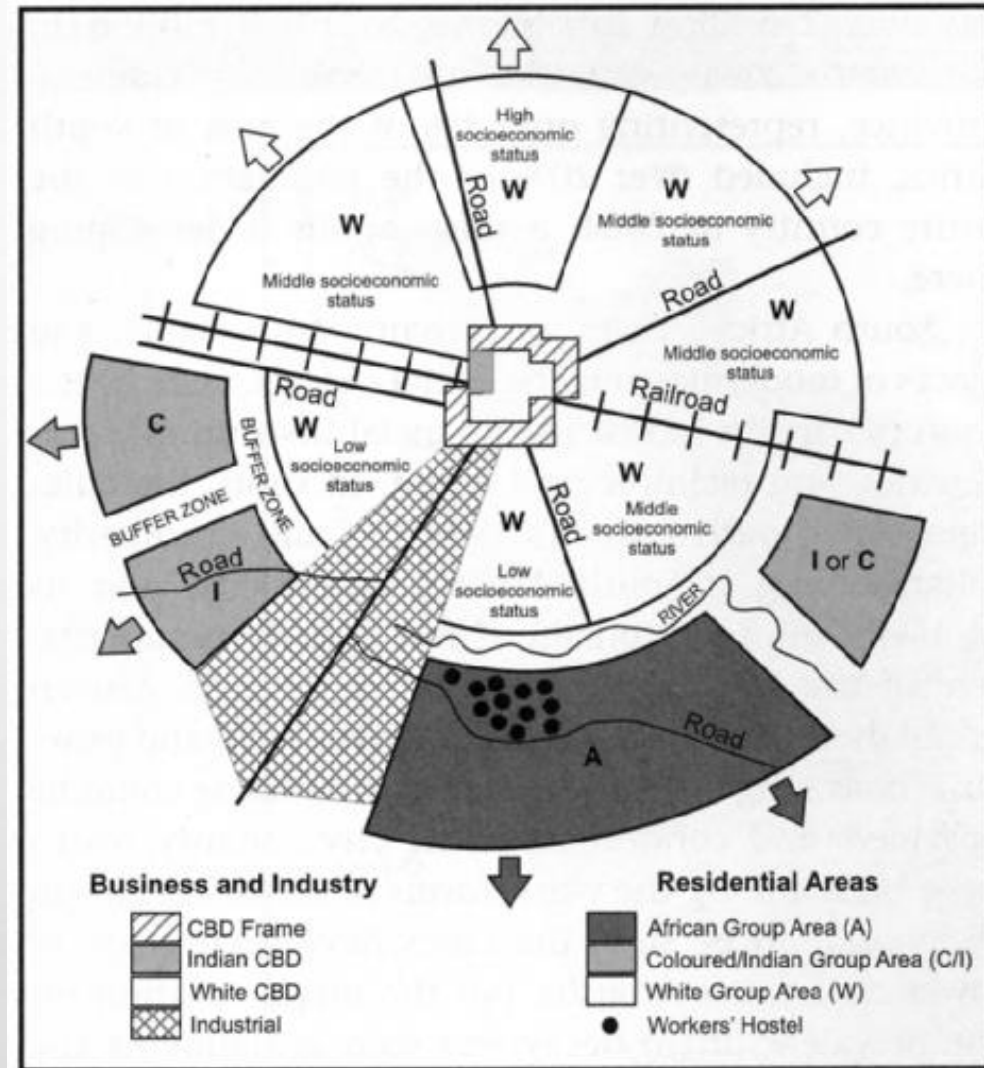 High
socioeconomic
status
W
Road
W
Middle socioeconomic
status
W
Middle socioeconomic
status
Road
W
Middle
socioeconomic
status
Railroad
Road
C
BUFFER ZONE
BUFFER ZONE
W
Low
socioeconomic
status
Road
I
W
Low
socioeconomic
status
Road
W
Middle
socioeconomic
status
I or C
RIVER
Road
A
Business and Industry
CBD Frame
Indian CBD
White CBD
Industrial
Residential Areas
African Group Area (A)
Coloured/Indian Group Area (C/I)
White Group Area (W)
Workers' Hostel